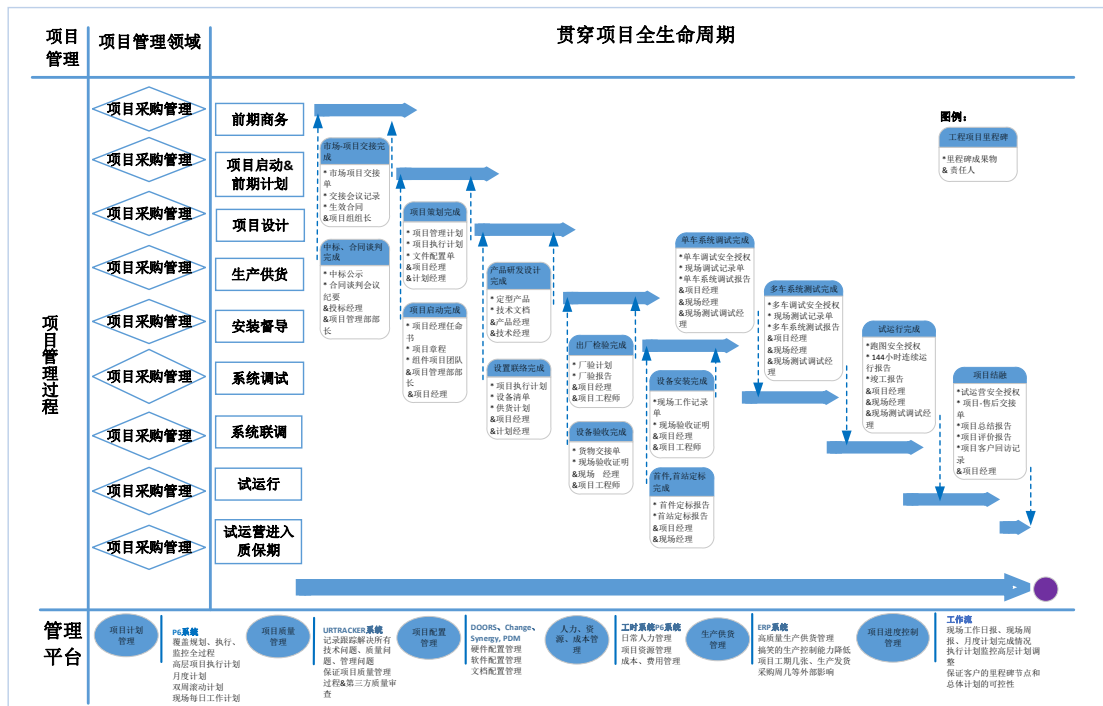 项目
管理
项目管理领域
贯穿项目全生命周期
项目管理过程
项目采购管理
项目采购管理
项目采购管理
项目采购管理
项目采购管理
项目采购管理
项目采购管理
项目采购管理
项目采购管理
前期商务
项目启动&
前期计划
项目设计
生产供货
安装督导
系统调试
系统联调
试运行
试运营进入
质保期
图例：
工程项目里程碑
*里程碑成果物
& 责任人
市场-项目交接完
成
* 市场项目交接
单
* 交接会议记录
* 生效合同
&项目组组长
中标、合同谈判
完成
* 中标公示
* 合同谈判会议
纪要
&投标经理
&项目管理部部
长
项目策划完成
* 项目管理计划
* 项目执行计划
* 文件配置单
&项目经理
&计划经理
项目启动完成
* 项目经理任命
书
* 项目章程
* 组件项目团队
&项目管理部部
长
&项目经理
产品研发设计
完成
* 定型产品
* 技术文档
&产品经理
&技术经理
设置联络完成
* 项目执行计划
* 设备清单
* 供货计划
&项目经理
&计划经理
出厂检验完成
* 厂验计划
* 厂验报告
&项目经理
&项目工程师
设备验收完成
* 货物交接单
* 现场验收证明
&现场 经理
&项目工程师
单车系统调试完成
*单车调试安全授权
* 现场调试记录单
*单车系统调试报告
&项目经理
&现场经理
&现场测试调试经
理
设备安装完成
*现场工作记录
单
*现场验收证明
&项目经理
&项目工程师
首件,首站定标
完成
* 首件定标报告
*首站定标报告
&项目经理
&现场经理
多车系统测试完成
*多车调试安全授权
* 现场测试记录单
*多车系统测试报告
&项目经理
&现场经理
&现场测试调试经
理
试运行完成
*跑图安全授权
* 144小时连续运
行报告
*竣工报告
&项目经理
&现场经理
&现场测试调试经
理
项目结融
*试运营安全授权
* 项目-售后交接
单
*项目总结报告
*项目评价报告
*项目客户回访记
录
&项目经理
管理
平台
项目计划
管理
P6系统
覆盖规划、执行、
监控全过程
高层项目执行计划
月度计划
双周滚动计划
现场每日工作计划
项目质量
管理
URTRACKER系统
记录跟踪解决所有
技术问题、质量问
题、管理问题
保证项目质量管理
过程&第三方质量审
查
项目配置
管理
DOORS、Change、
Synergy, PDM
硬件配置管理
软件配置管理
文档配置管理
人力、资
源、成本管
理
工时系统P6系统
日常人力管理
项目资源管理
成本、费用管理
生产供货
管理
ERP系统
高质量生产供货管理
搞笑的生产控制能力降低
项目工期几张、生产发货
采购周几等外部影响
项目进度控制
管理
工作流
现场工作日报、现场周
报、月度计划完成情况
执行计划监控高层计划调
整
保证客户的里程碑节点和
总体计划的可控性